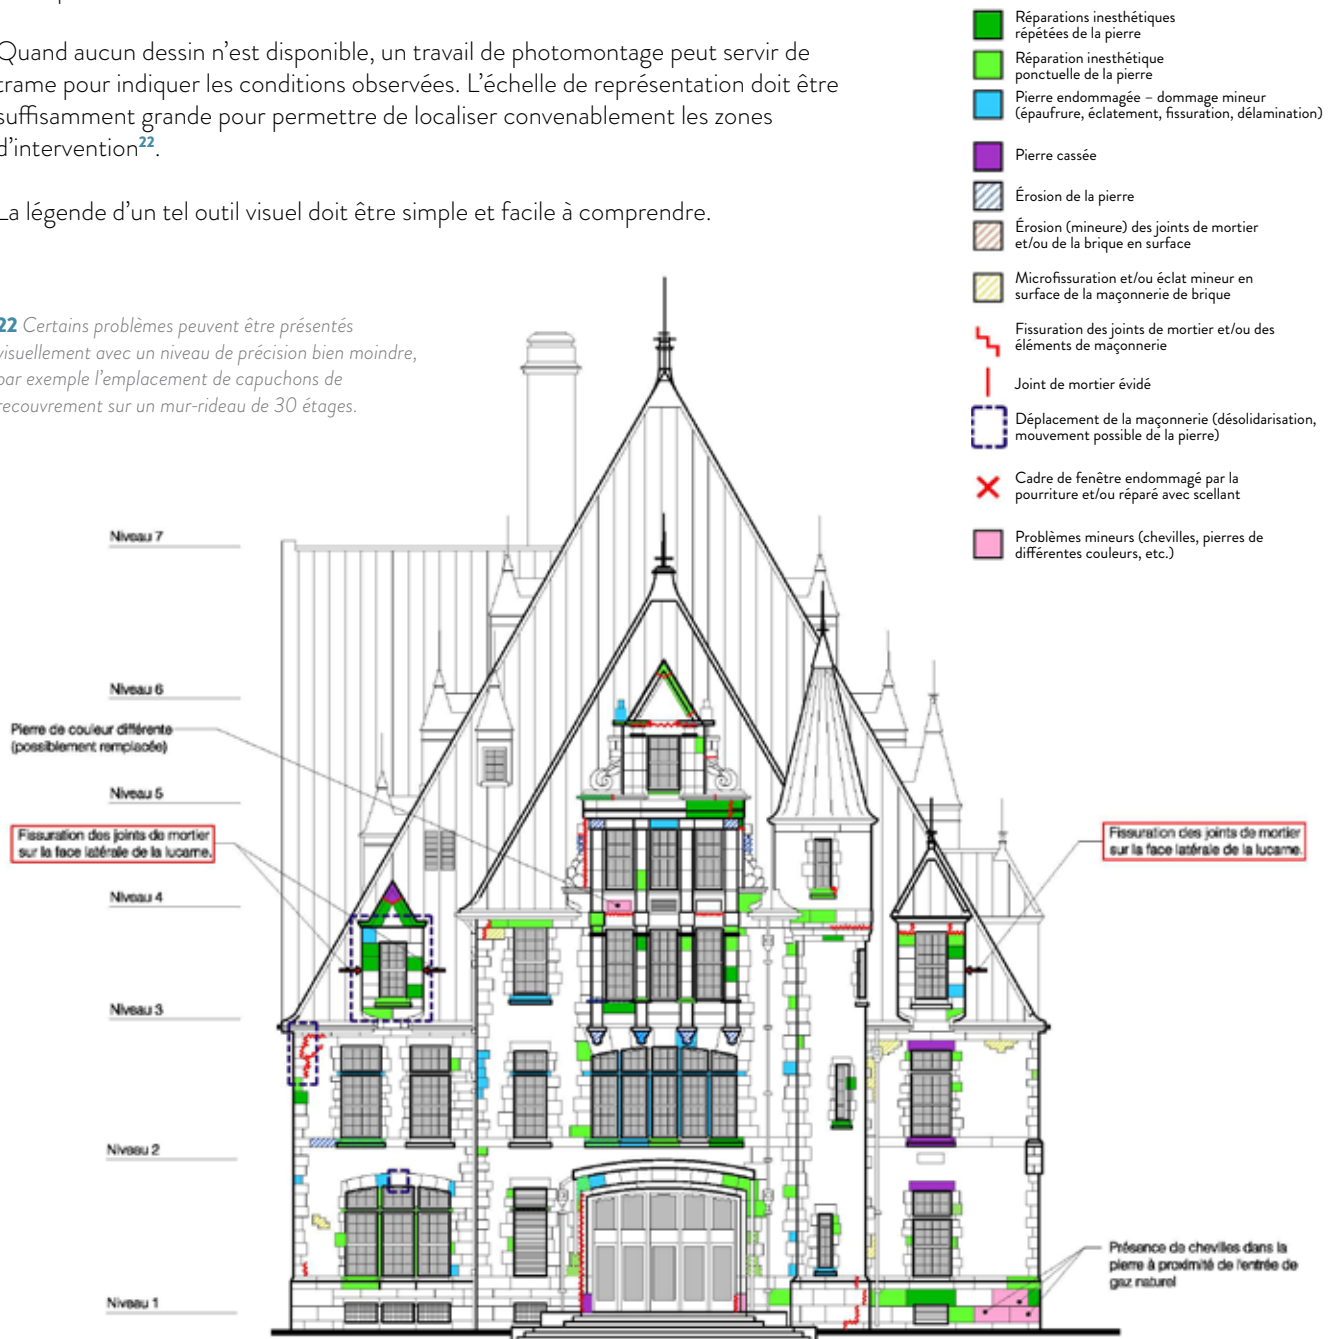 Quand aucun dessin n'est disponible, un travail de photomontage peut servir de
trame pour indiquer les conditions observées. L'échelle de représentation doit être
suffisamment grande pour permettre de localiser convenablement les zones
d'intervention22.
La légende d'un tel outil visuel doit être simple et facile à comprendre.
22 Certains problèmes peuvent être présentés
visuellement avec un niveau de précision bien moindre,
par exemple l'emplacement de capuchons de
recouvrement sur un mur-rideau de 30 étages.
Réparations inesthétiques
répétées de la pierre
Réparation inesthétique
ponctuelle de la pierre
Pierre endommagée – dommage mineur
(épaufrure, éclatement, fissuration, délamination)
Pierre cassée
Érosion de la pierre
Érosion (mineure) des joints de mortier
et/ou de la brique en surface
Microfissuration et/ou éclat mineur en
surface de la maçonnerie de brique
Fissuration des joints de mortier et/ou des
éléments de maçonnerie
Joint de mortier évidé
Déplacement de la maçonnerie (désolidarisation,
mouvement possible de la pierre)
Cadre de fenêtre endommagé par la
pourriture et/ou réparé avec scellant
Problèmes mineurs (chevilles, pierres de
différentes couleurs, etc.)
Niveau 7
Niveau 6
Pierre de couleur différente
(possiblement remplacée)
Niveau 5
Fissuration des joints de mortier
sur la face latérale de la lucarne.
Fissuration des joints de mortier
sur la face latérale de la lucarne.
Niveau 4
Niveau 3
Niveau 2
Présence de chevilles dans la
pierre à proximité de l'entrée de
gaz naturel
Niveau 1